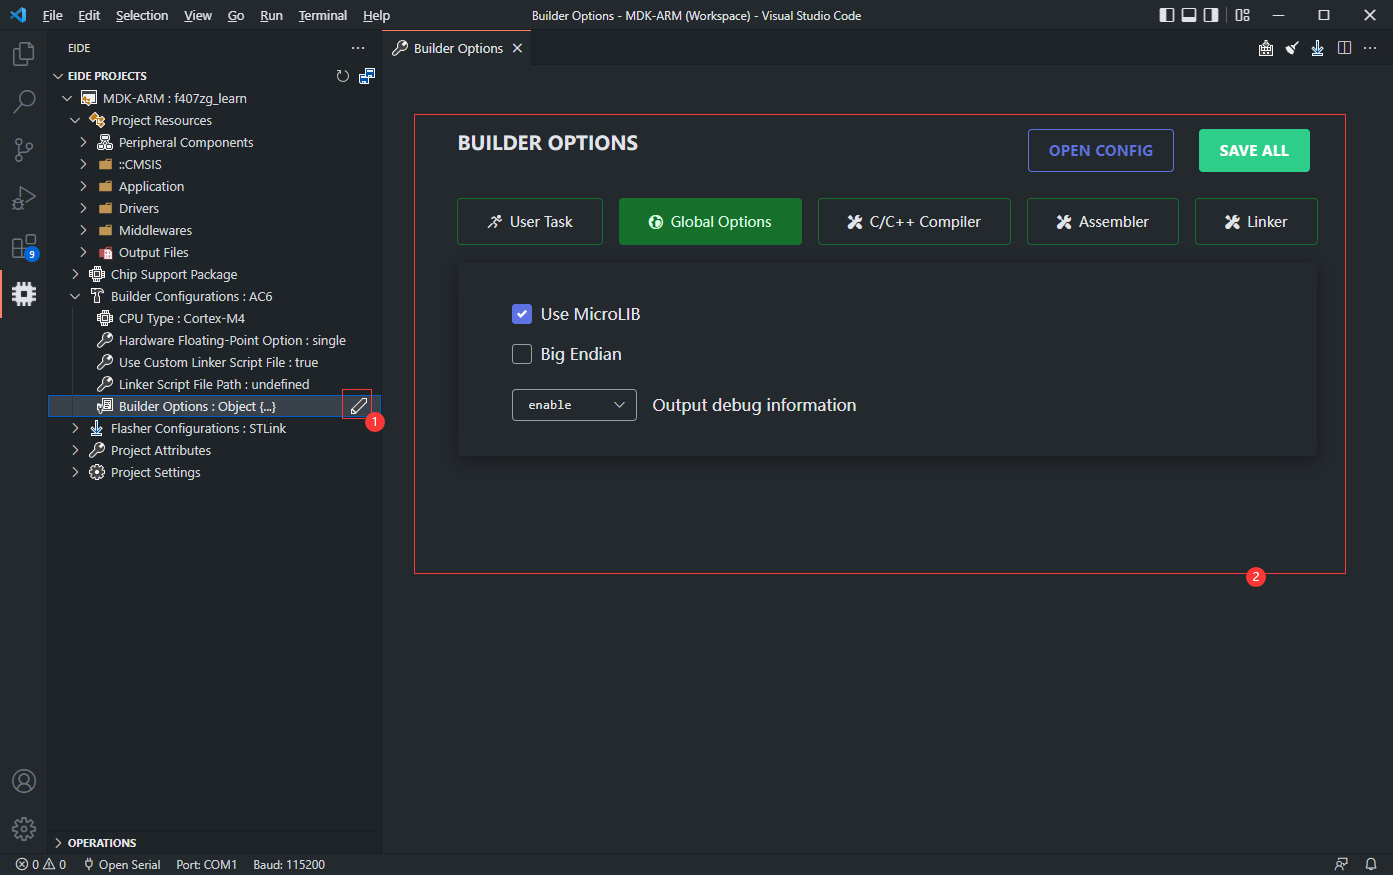 File Edit Selection View Go Run Terminal Help
Builder Options - MDK-ARM (Workspace) - Visual Studio Code
EIDE
Builder Options
EIDE PROJECTS
MDK-ARM : f407zg_learn
Project Resources
Peripheral Components
::CMSIS
Application
Drivers
Middlewares
Output Files
Chip Support Package
Builder Configurations : AC6
CPU Type : Cortex-M4
Hardware Floating-Point Option : single
Use Custom Linker Script File : true
Linker Script File Path : undefined
Builder Options : Object {...}
1
Flasher Configurations : STLink
Project Attributes
Project Settings
9
OPERATIONS
BUILDER OPTIONS
OPEN CONFIG
SAVE ALL
User Task
Global Options
C/C++ Compiler
Assembler
Linker
Use MicroLIB
Big Endian
enable
Output debug information
2
0 0 Open Serial Port: COM1 Baud: 115200